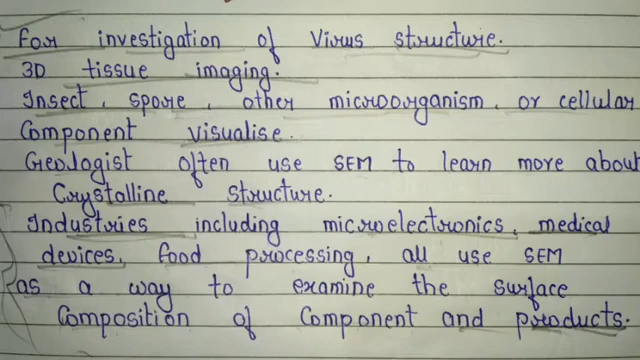 For investigation of Virus structure.
3D tissue imaging.
Insect, spore, other microorganism, or cellular
Component visualise.
Geologist often use SEM to learn more about
Crystalline structure.
Industries including microelectronics, medical
devices, food processing, all use SEM
as a way to examine the surface
Composition of Component and products.